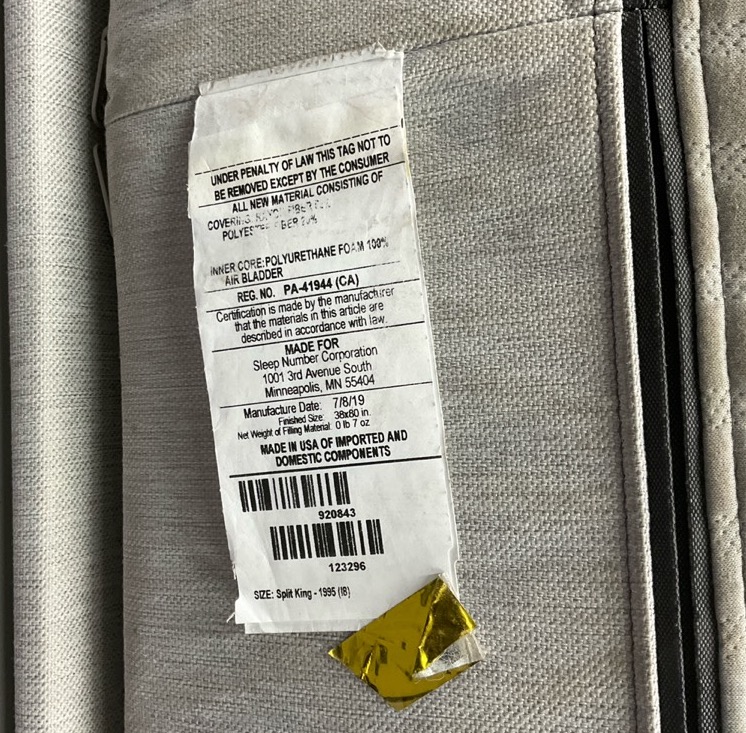 UNDER PENALTY OF LAW THIS TAG NOT TO
BE REMOVED EXCEPT BY THE CONSUMER
ALL NEW MATERIAL CONSISTING OF
COVERING: FIBER
POLYESTER FIBER
INNER CORE:POLYURETHANE FOAM 100%
AIR BLADDER
REG. NO. PA-41944 (CA)
Certification is made by the manufacturer
that the materials in this article are
described in accordance with law.
MADE FOR
Sleep Number Corporation
1001 3rd Avenue South
Minneapolis, MN 55404
Manufacture Date: 7/8/19
Finished Size: 38x80 in.
Net Weight of Filling Material: 0 lb 7 oz
MADE IN USA OF IMPORTED AND
DOMESTIC COMPONENTS
920843
123296
SIZE: Split King - 1995 (I8)